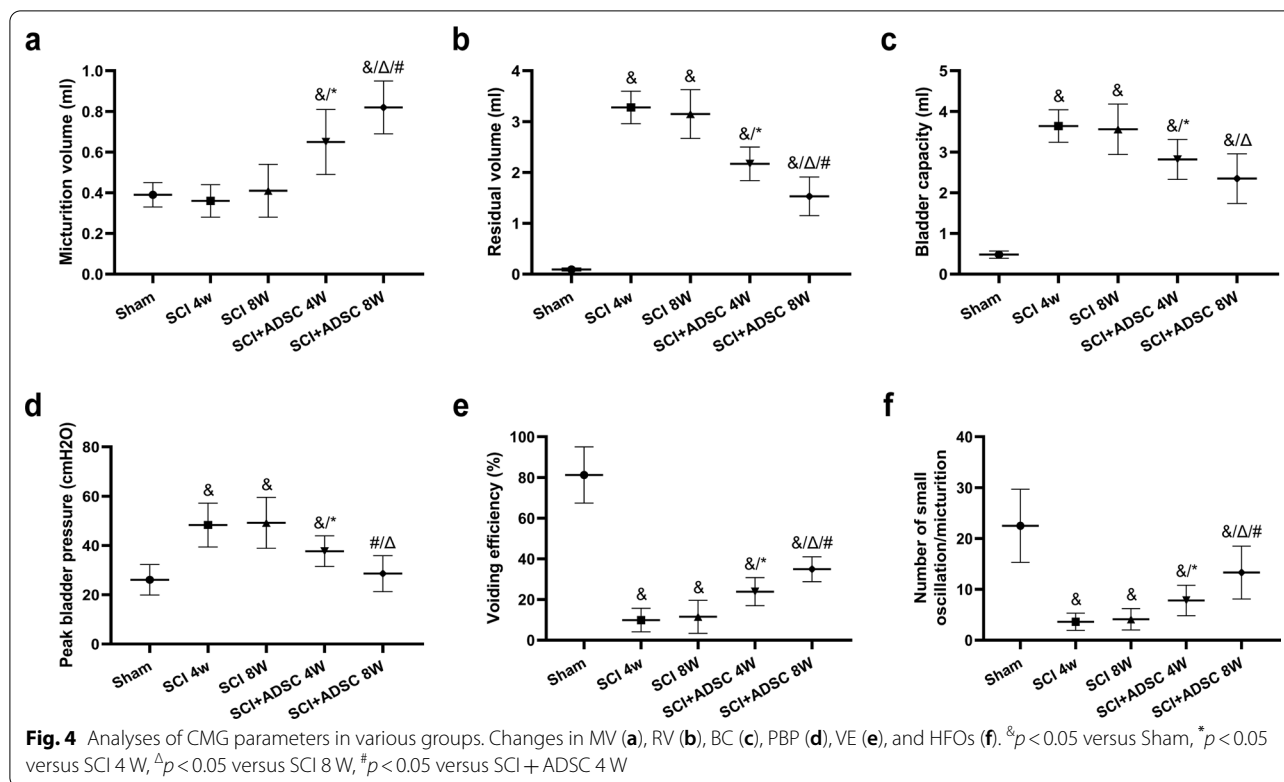 a
Micturition volume (ml)
1.0
0.8
0.6
0.4
0.2
0.0
&/*
&/Δ/#
Sham
SCI 4w
SCI 8W
SCI+ADSC 4W
SCI+ADSC 8W
b
Residual volume (ml)
4
3
2
1
0
&
&
&/*
&/Δ/#
Sham
SCI 4w
SCI 8W
SCI+ADSC 4W
SCI+ADSC 8W
c
Bladder capacity (ml)
5
4
3
2
1
0
&
&
&/*
&/Δ
Sham
SCI 4w
SCI 8W
SCI+ADSC 4W
SCI+ADSC 8W
d
Peak bladder pressure (cmH2O)
80
60
40
20
0
&
&
&/*
#/Δ
Sham
SCI 4w
SCI 8W
SCI+ADSC 4W
SCI+ADSC 8W
e
Voiding efficiency (%)
100
80
60
40
20
0
&
&
&/*
&/Δ/#
Sham
SCI 4w
SCI 8W
SCI+ADSC 4W
SCI+ADSC 8W
f
Number of small
oscillation/micturition
40
30
20
10
0
&
&
&/*
&/Δ/#
Sham
SCI 4w
SCI 8W
SCI+ADSC 4W
SCI+ADSC 8W
Fig. 4 Analyses of CMG parameters in various groups. Changes in MV (a), RV (b), BC (c), PBP (d), VE (e), and HFOs (f). &p < 0.05 versus Sham, *p < 0.05
versus SCI 4 W, Δp < 0.05 versus SCI 8 W, #p < 0.05 versus SCI + ADSC 4 W